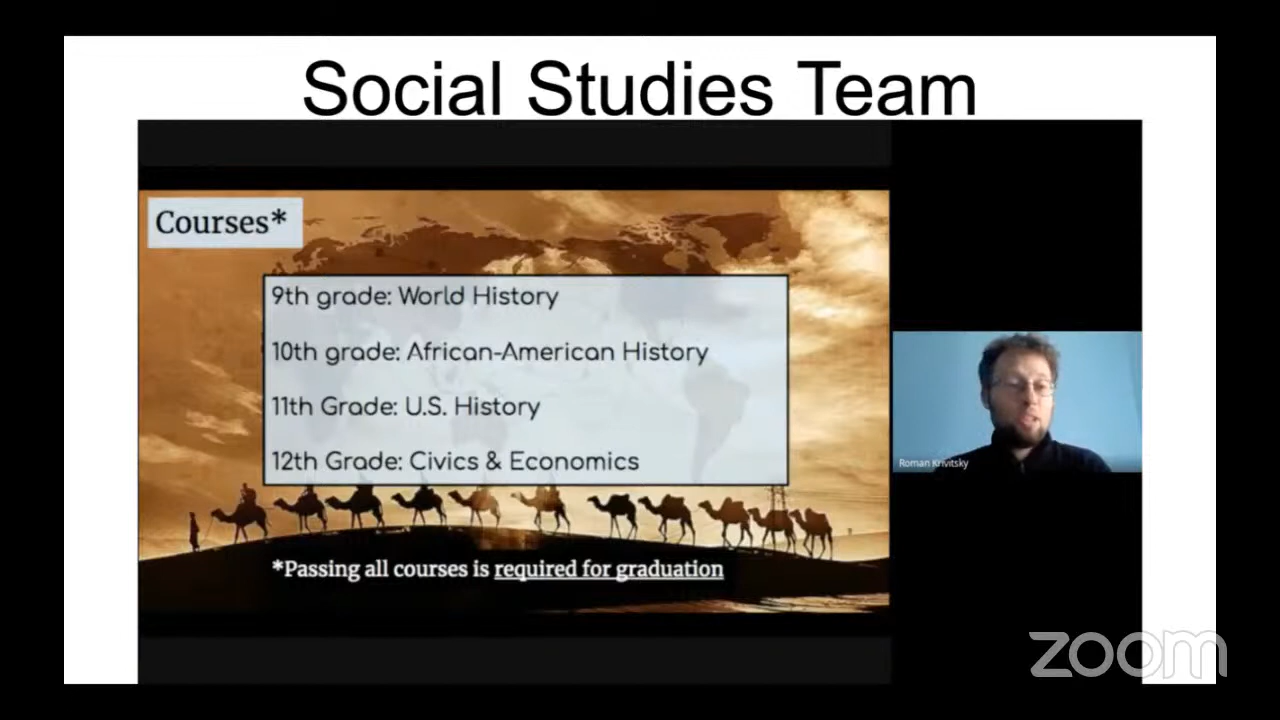 Social Studies Team
Courses*
9th grade: World History
10th grade: African-American History
11th Grade: U.S. History
12th Grade: Civics & Economics
*Passing all courses is required for graduation
Roman Krivitsky
zoom